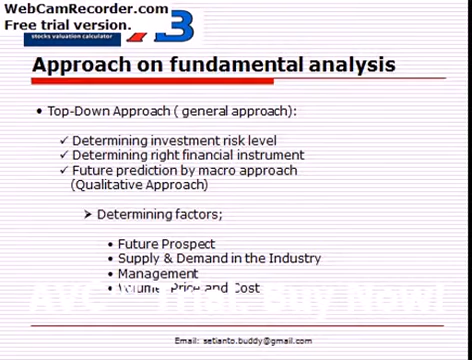 WebCamRecorder.com
Free trial version.
stocks valuation calculator
Approach on fundamental analysis
• Top-Down Approach ( general approach):
✓ Determining investment risk level
✓ Determining right financial instrument
✓ Future prediction by macro approach
(Qualitative Approach)
➤ Determining factors;
• Future Prospect
• Supply & Demand in the Industry
• Management
• Volume, Price and Cost
Trial. Buy Now!
Email: setianto.buddy@gmail.com